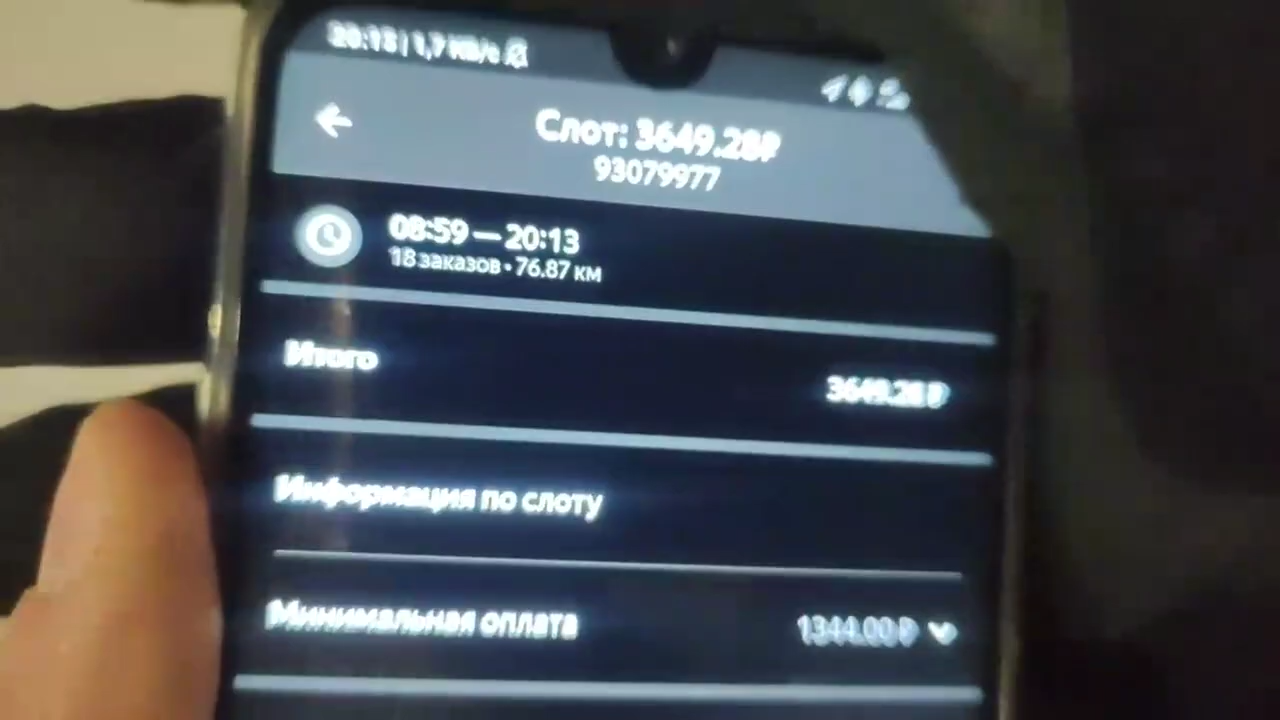 20:13 | 1,7 КБ/с
Слот: 3649.28₽
93079977
08:59 — 20:13
18 заказов • 76.87 км
Итого
3649.28 ₽
Информация по слоту
Минимальная оплата
1344.00 ₽